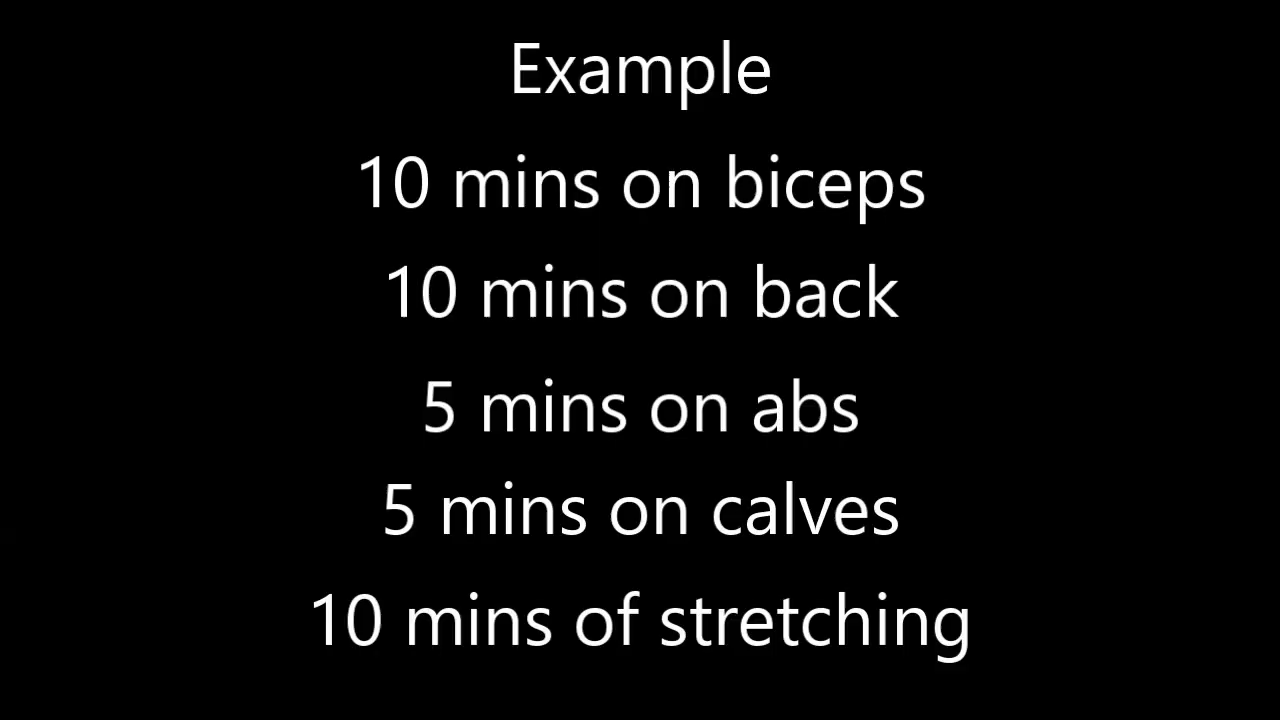 Example
10 mins on biceps
10 mins on back
5 mins on abs
5 mins on calves
10 mins of stretching